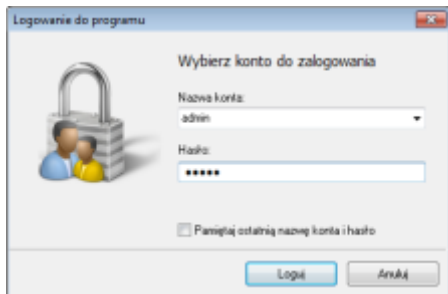 Logowanie do programu
Wybierz konto do zalogowania
Nazwa konta:
admin
Hasło:
•••••
Pamiętaj ostatnią nazwę konta i hasło
Loguj
Anuluj